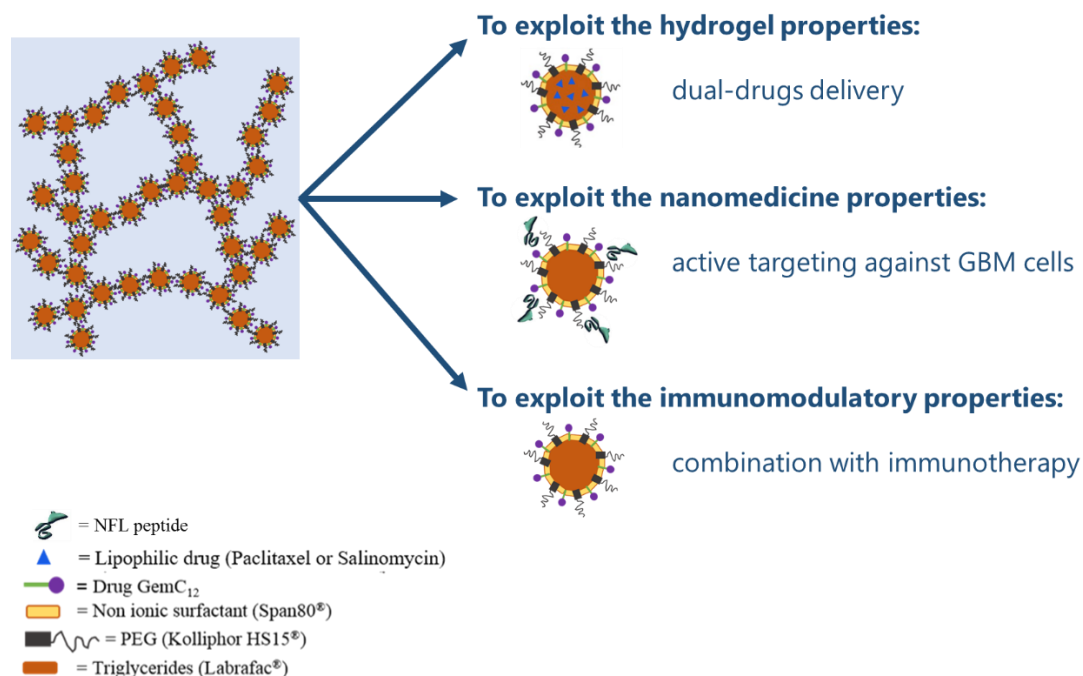 To exploit the hydrogel properties:
dual-drugs delivery
To exploit the nanomedicine properties:
active targeting against GBM cells
To exploit the immunomodulatory properties:
combination with immunotherapy
= NFL peptide
= Lipophilic drug (Paclitaxel or Salinomycin)
= Drug GemC₁₂
= Non ionic surfactant (Span80®)
= PEG (Kolliphor HS15®)
= Triglycerides (Labrafac®)